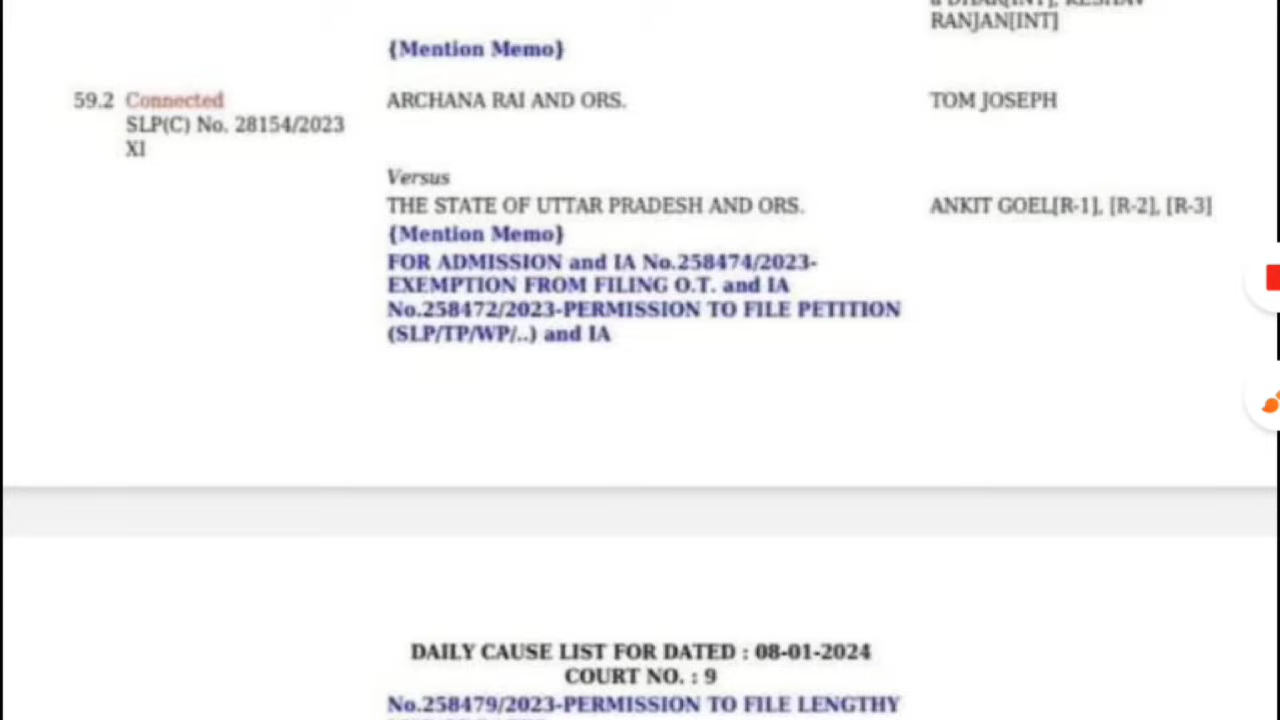 RANJAN[INT]
{Mention Memo}
59.2 Connected ARCHANA RAI AND ORS. TOM JOSEPH
SLP(C) No. 28154/2023
XI
Versus
THE STATE OF UTTAR PRADESH AND ORS. ANKIT GOEL[R-1], [R-2], [R-3]
{Mention Memo}
FOR ADMISSION and IA No.258474/2023-
EXEMPTION FROM FILING O.T. and IA
No.258472/2023-PERMISSION TO FILE PETITION
(SLP/TP/WP/..) and IA
DAILY CAUSE LIST FOR DATED : 08-01-2024
COURT NO. : 9
No.258479/2023-PERMISSION TO FILE LENGTHY